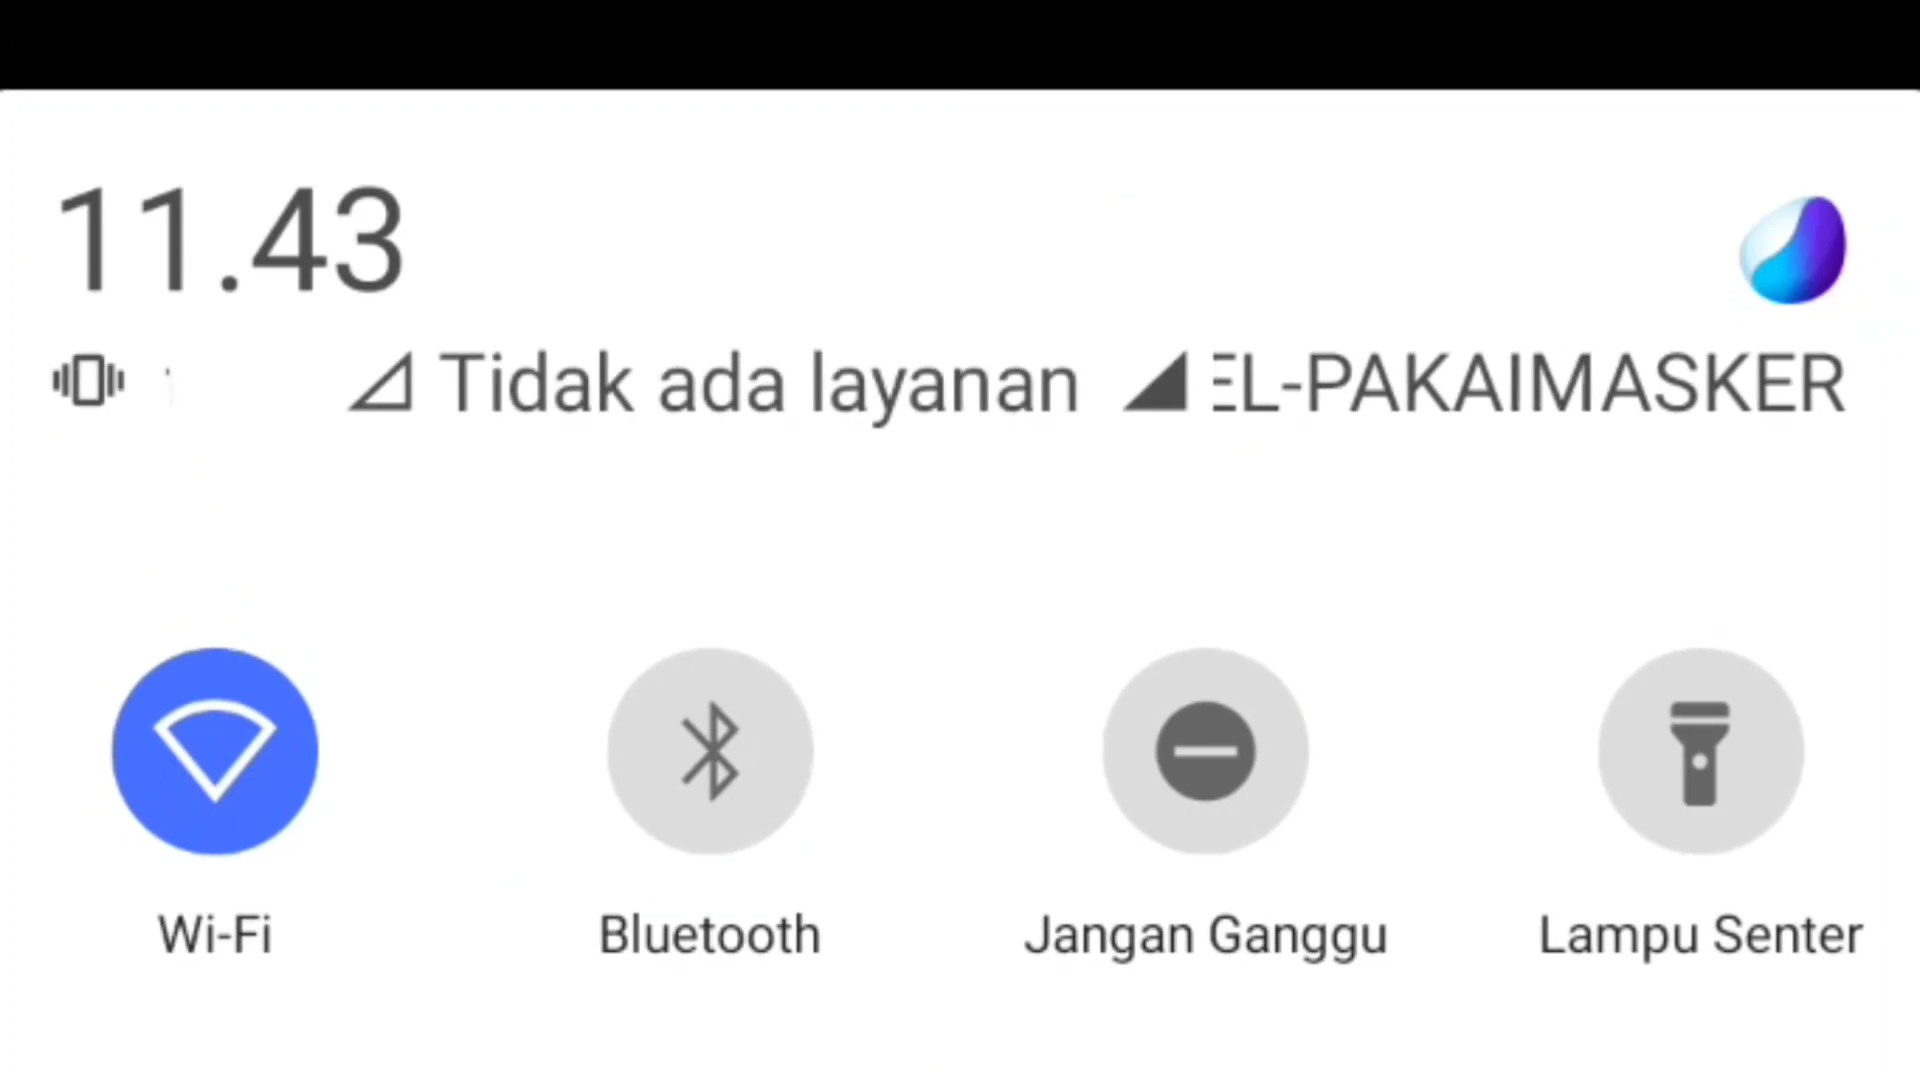 11.43
Tidak ada layanan EL-PAKAIMASKER
Wi-Fi Bluetooth Jangan Ganggu Lampu Senter